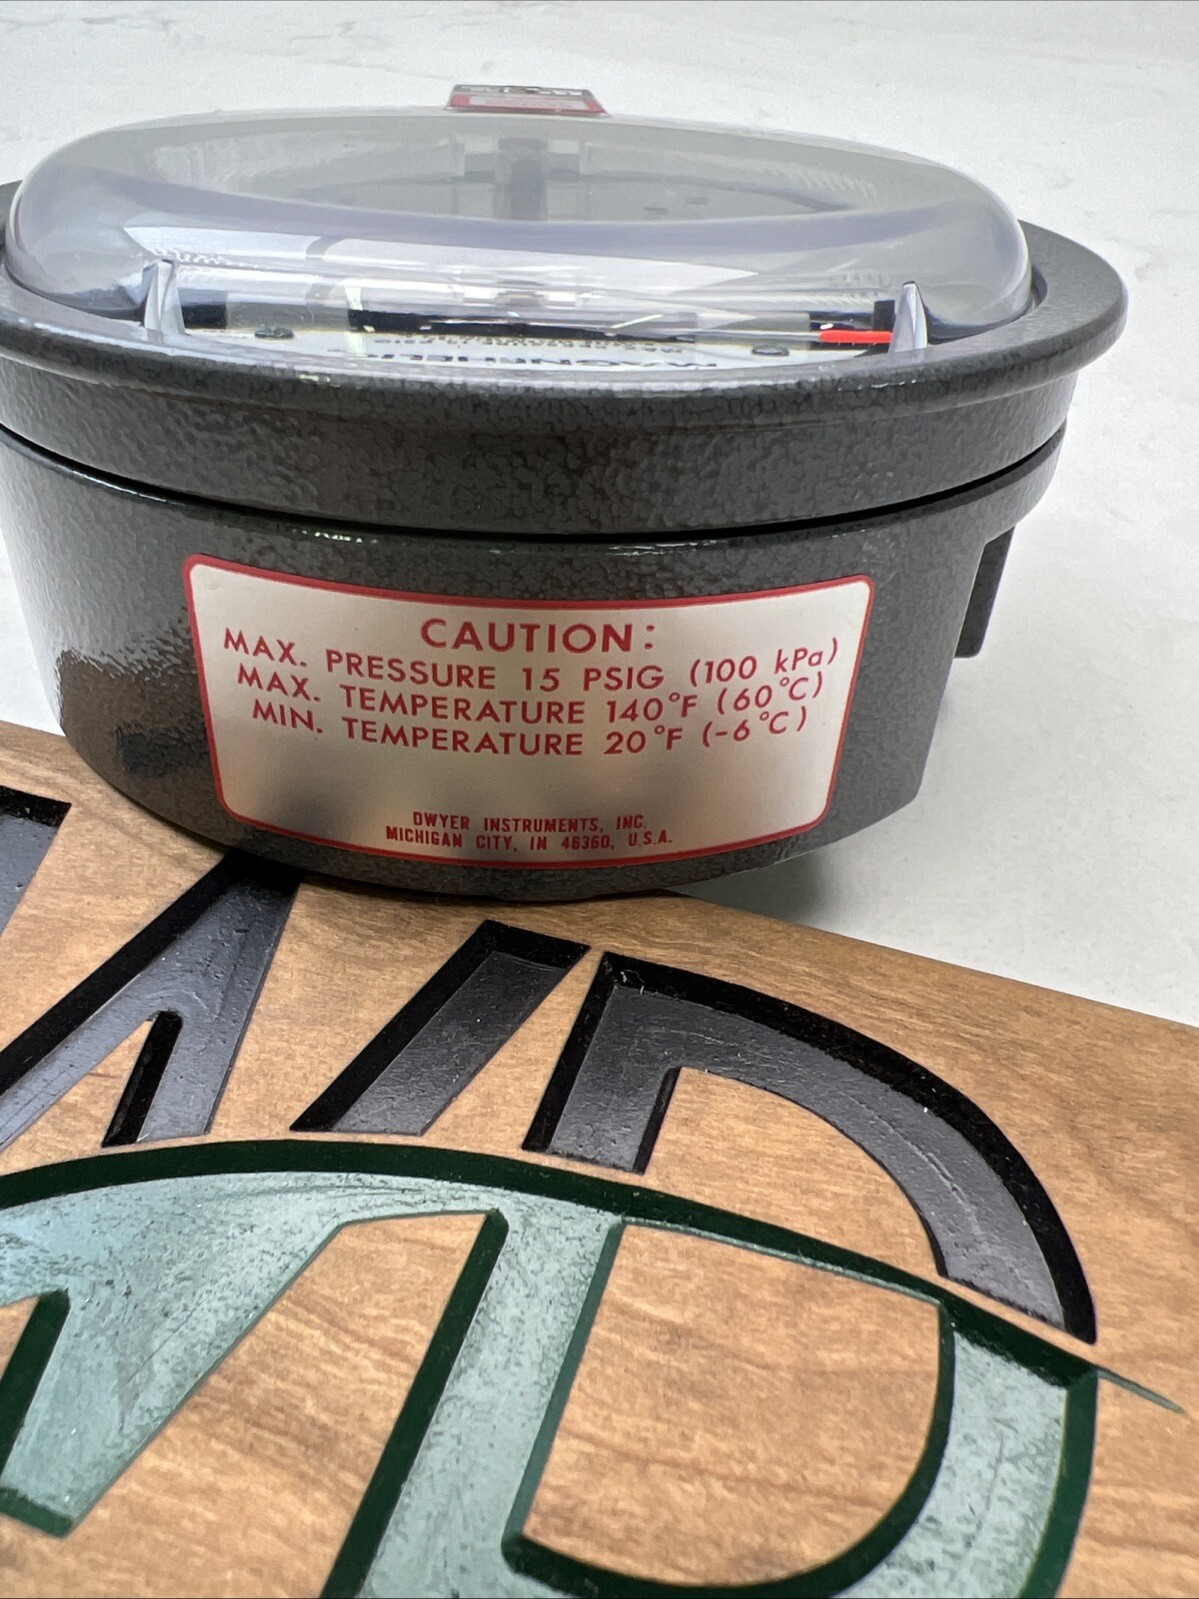 CAUTION:
MAX. PRESSURE 15 PSIG (100 kPa)
MAX. TEMPERATURE 140°F (60°C)
MIN. TEMPERATURE 20°F (-6°C)
DWYER INSTRUMENTS, INC.
MICHIGAN CITY, IN 46360, U.S.A.